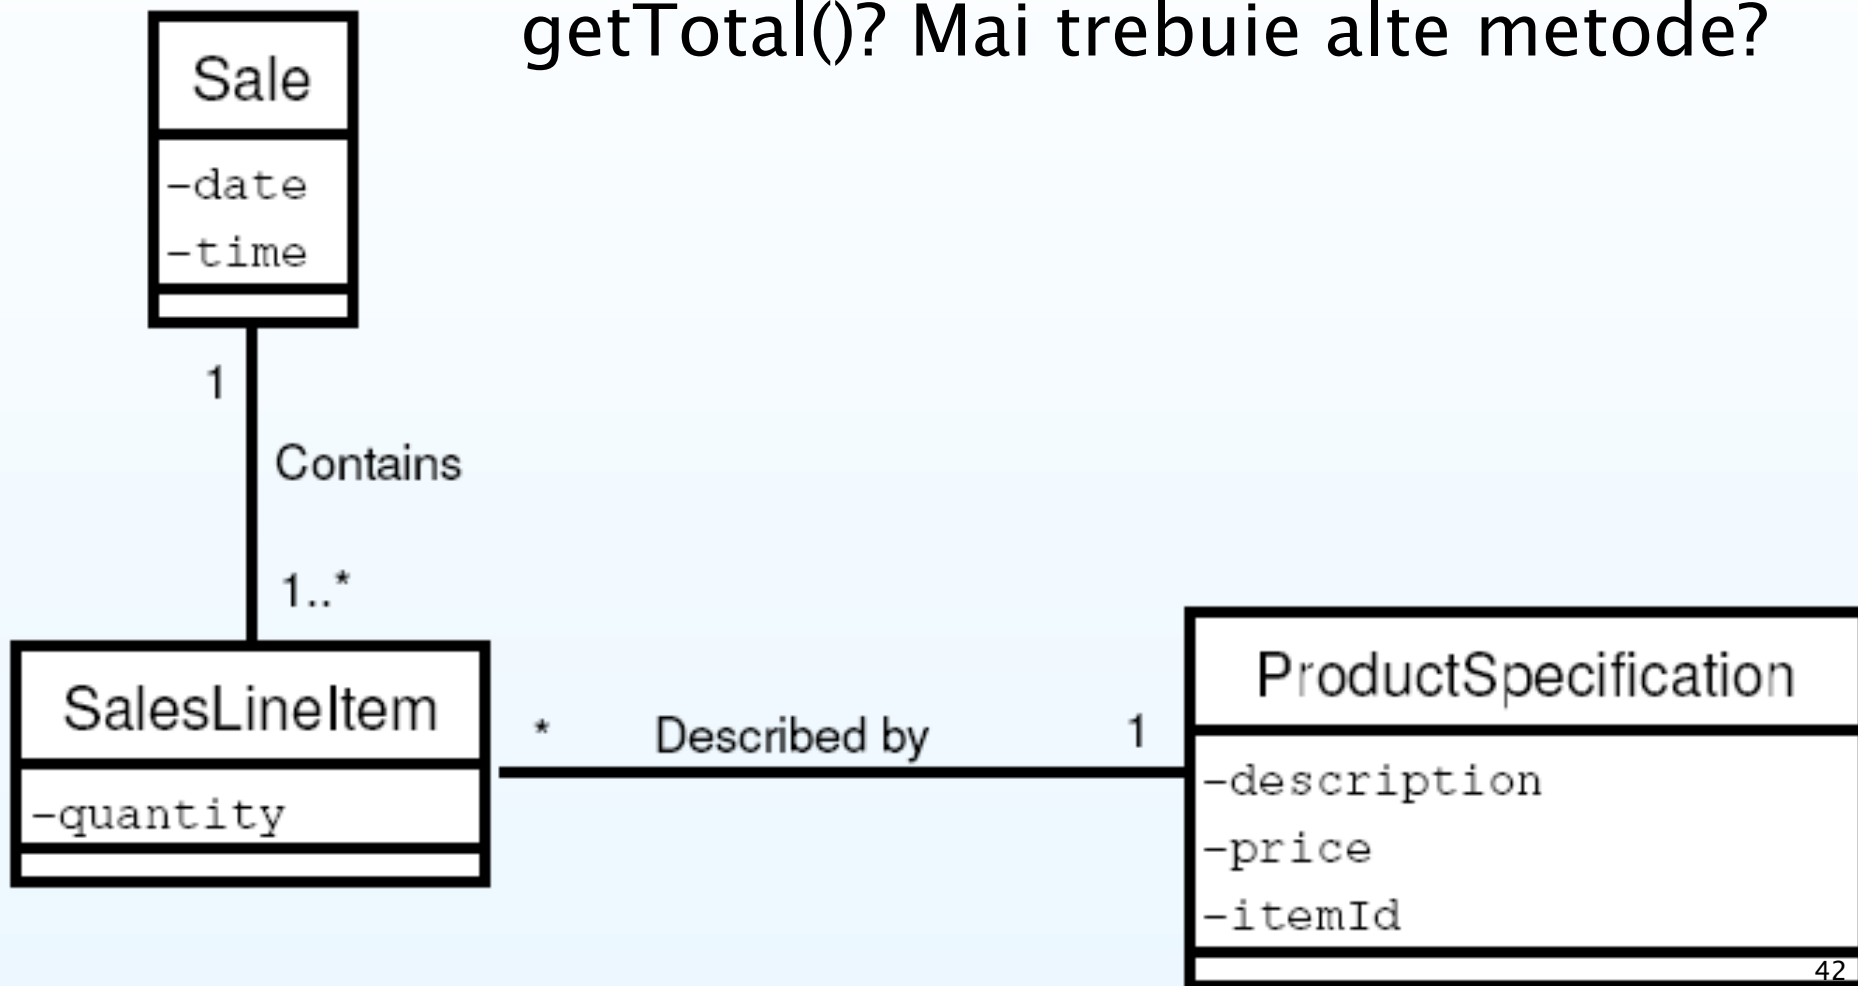 getTotal()? Mai trebuie alte metode?
Sale
-date
-time
1
Contains
1..*
SalesLineItem
-quantity
* Described by 1
ProductSpecification
-description
-price
-itemId
42